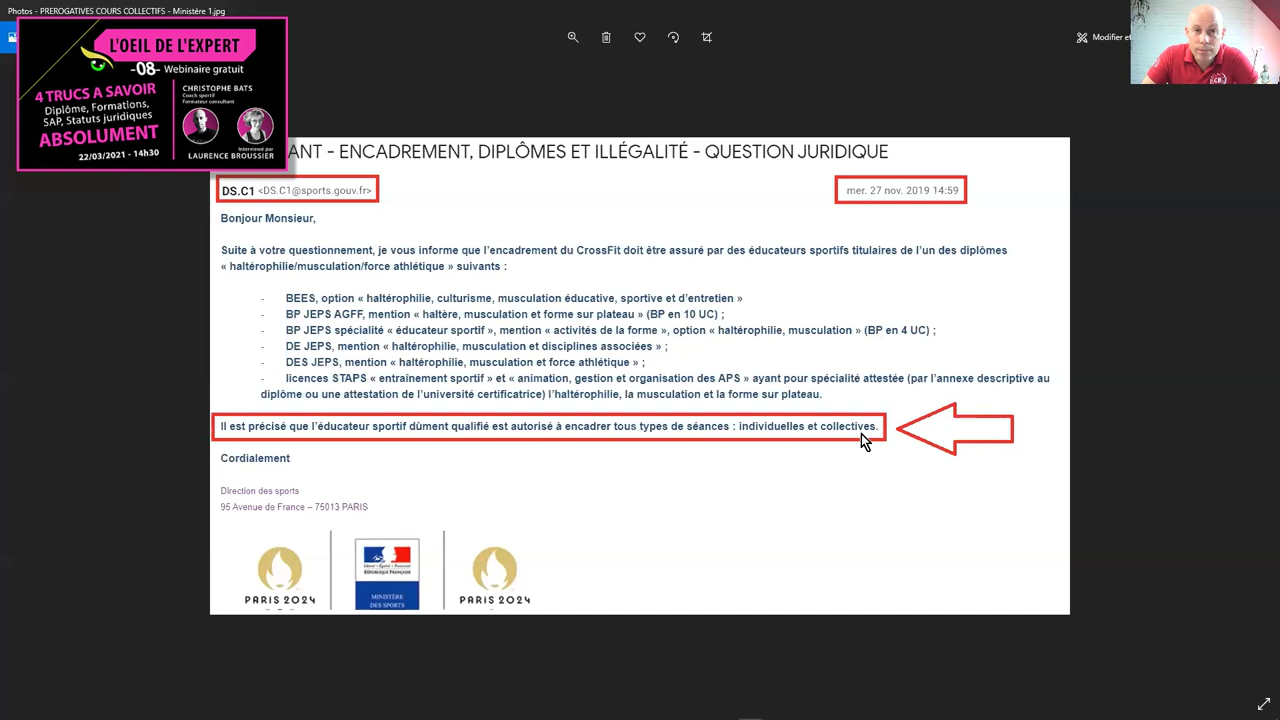 Photos - PREROGATIVES COURS COLLECTIFS - Ministère 1.jpg
Modifier et
L'OEIL DE L'EXPERT
-08- Webinaire gratuit
4 TRUCS A SAVOIR
Diplôme, Formations,
SAP, Statuts juridiques
ABSOLUMENT
22/03/2021 - 14h30
CHRISTOPHE BATS
Coach sportif
Formateur consultant
Interviewed par
LAURENCE BROUSSIER
CB
ANT - ENCADREMENT, DIPLÔMES ET ILLÉGALITÉ - QUESTION JURIDIQUE
DS.C1 <DS.C1@sports.gouv.fr>
mer. 27 nov. 2019 14:59
Bonjour Monsieur,
Suite à votre questionnement, je vous informe que l'encadrement du CrossFit doit être assuré par des éducateurs sportifs titulaires de l'un des diplômes
« haltérophilie/musculation/force athlétique » suivants :
- BEES, option « haltérophilie, culturisme, musculation éducative, sportive et d'entretien »
- BP JEPS AGFF, mention « haltère, musculation et forme sur plateau » (BP en 10 UC) ;
- BP JEPS spécialité « éducateur sportif », mention « activités de la forme », option « haltérophilie, musculation » (BP en 4 UC) ;
- DE JEPS, mention « haltérophilie, musculation et disciplines associées » ;
- DES JEPS, mention « haltérophilie, musculation et force athlétique » ;
- licences STAPS « entraînement sportif » et « animation, gestion et organisation des APS » ayant pour spécialité attestée (par l'annexe descriptive au
diplôme ou une attestation de l'université certificatrice) l'haltérophilie, la musculation et la forme sur plateau.
Il est précisé que l'éducateur sportif dûment qualifié est autorisé à encadrer tous types de séances : individuelles et collectives.
Cordialement
Direction des sports
95 Avenue de France – 75013 PARIS
PARIS 2024
RÉPUBLIQUE FRANÇAISE
MINISTÈRE
DES SPORTS
PARIS 2024